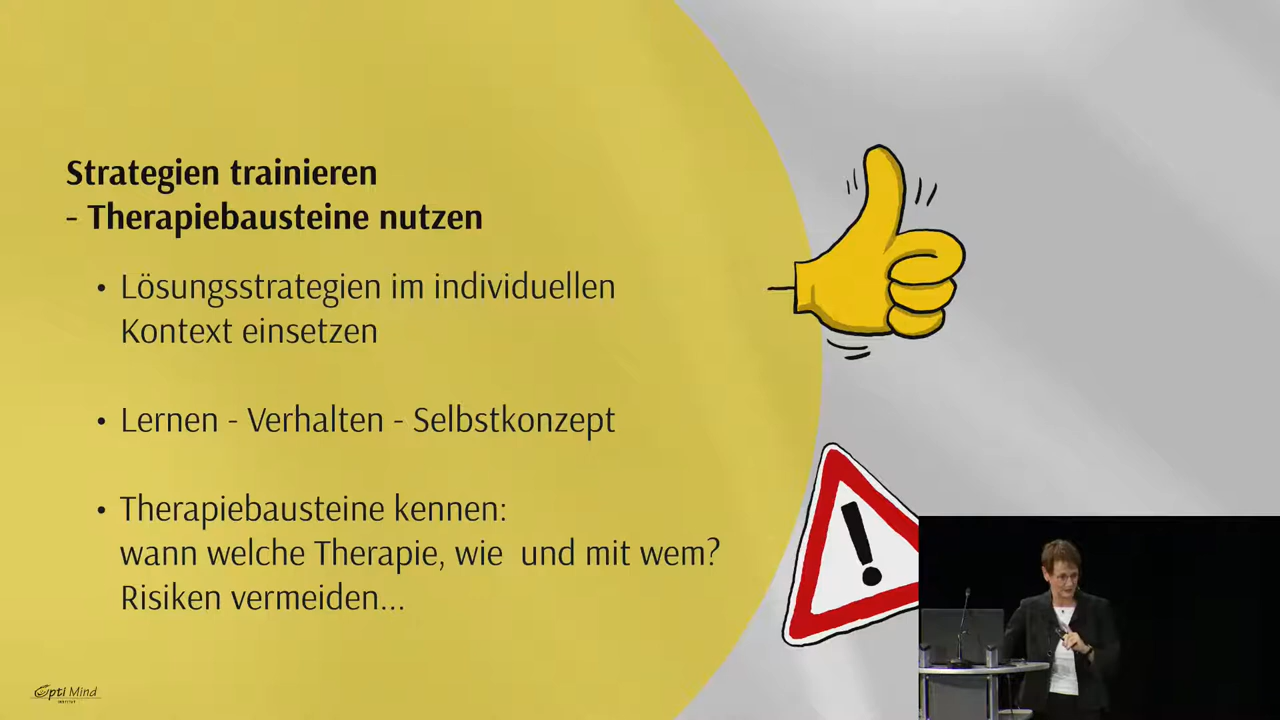 Strategien trainieren
- Therapiebausteine nutzen
• Lösungsstrategien im individuellen
Kontext einsetzen
• Lernen - Verhalten - Selbstkonzept
• Therapiebausteine kennen:
wann welche Therapie, wie und mit wem?
Risiken vermeiden...
Opti Mind
INSTITUT